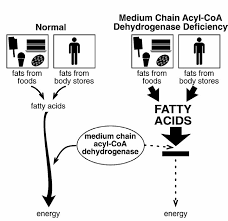 Normal
Medium Chain Acyl-CoA
Dehydrogenase Deficiency
fats from
foods
fats from
body stores
fats from
foods
fats from
body stores
fatty acids
FATTY
ACIDS
medium chain
acyl-CoA
dehydrogenase
energy
energy